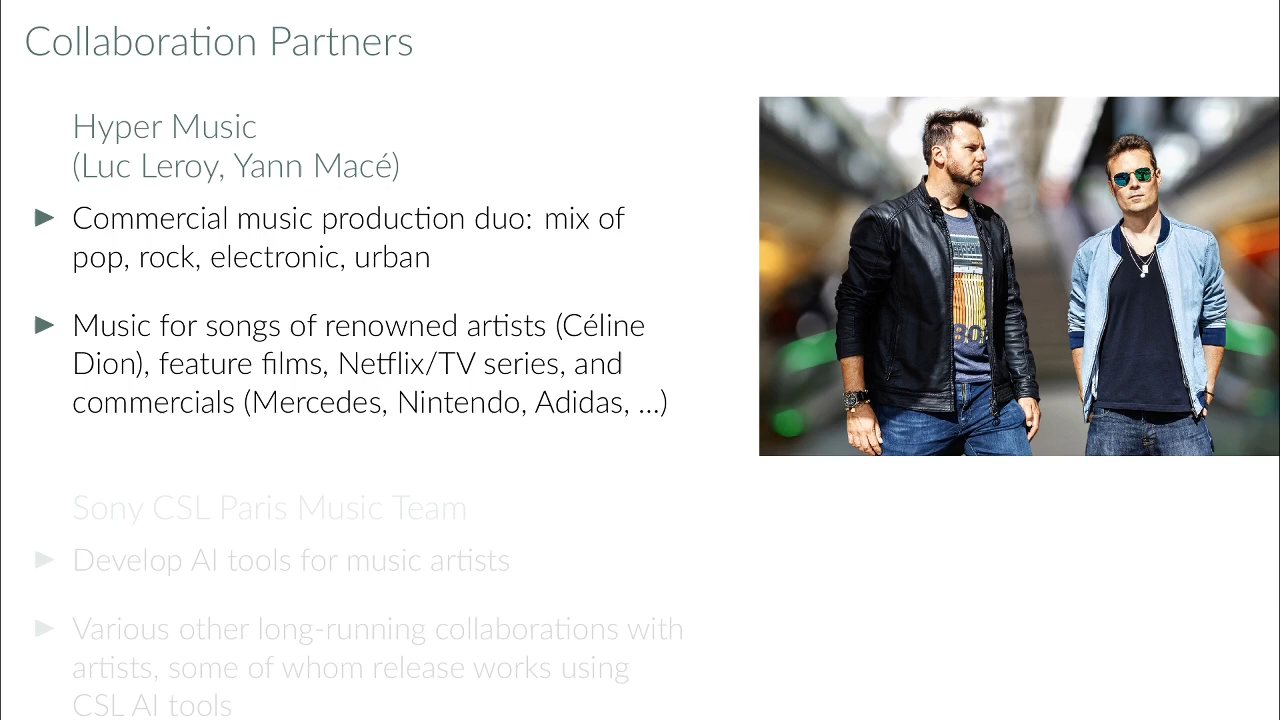 Collaboration Partners
Hyper Music
(Luc Leroy, Yann Macé)
► Commercial music production duo: mix of
pop, rock, electronic, urban
► Music for songs of renowned artists (Céline
Dion), feature films, Netflix/TV series, and
commercials (Mercedes, Nintendo, Adidas, ...)
Sony CSL Paris Music Team
► Develop AI tools for music artists
► Various other long-running collaborations with
artists, some of whom release works using
CSL AI tools